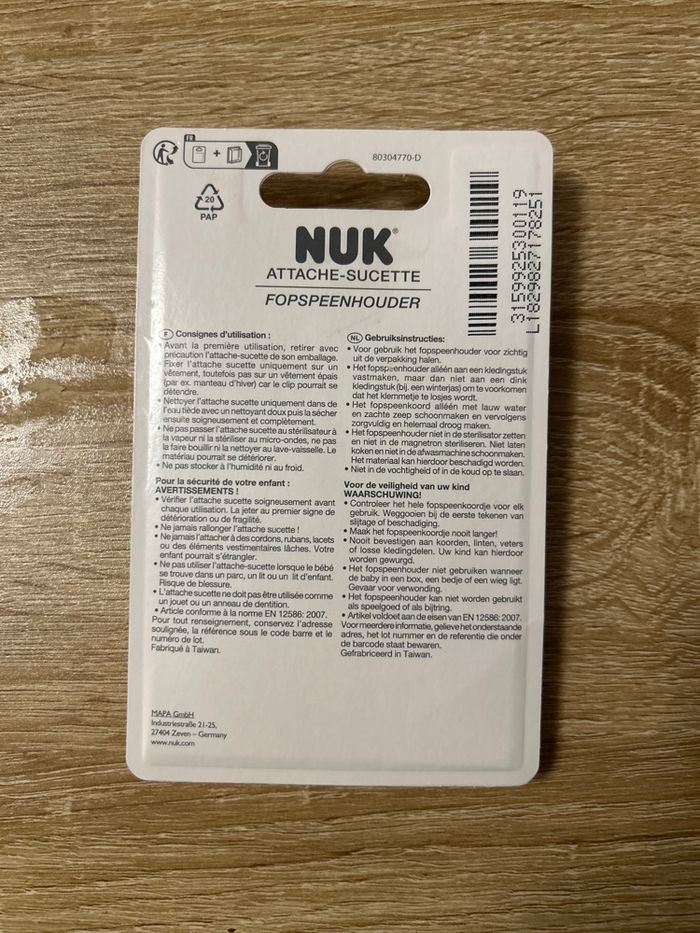 FR
+
80304770-D
20
PAP
3159925300119
L1829827178251
NUK®
ATTACHE-SUCETTE
FOPSPEENHOUDER
F Consignes d'utilisation :
• Avant la première utilisation, retirer avec
précaution l'attache-sucette de son emballage.
• Fixer l'attache sucette uniquement sur un
vêtement, toutefois pas sur un vêtement épais
(par ex. manteau d'hiver) car le clip pourrait se
détendre.
• Nettoyer l'attache sucette uniquement dans de
l'eau tiède avec un nettoyant doux puis la sécher
ensuite soigneusement et complètement.
• Ne pas passer l'attache sucette au stérilisateur à
la vapeur ni la stériliser au micro-ondes, ne pas
la faire bouillir ni la nettoyer au lave-vaisselle. Le
matériau pourrait se détériorer.
• Ne pas stocker à l'humidité ni au froid.
Pour la sécurité de votre enfant :
AVERTISSEMENTS !
• Vérifier l'attache sucette soigneusement avant
chaque utilisation. La jeter au premier signe de
détérioration ou de fragilité.
• Ne jamais rallonger l'attache sucette !
• Ne jamais l'attacher à des cordons, rubans, lacets
ou des éléments vestimentaires lâches. Votre
enfant pourrait s'étrangler.
• Ne pas utiliser l'attache-sucette lorsque le bébé
se trouve dans un parc, un lit ou un lit d'enfant.
Risque de blessure.
• L'attache sucette ne doit pas être utilisée comme
un jouet ou un anneau de dentition.
• Article conforme à la norme EN 12586: 2007.
Pour tout renseignement, conservez l'adresse
soulignée, la référence sous le code barre et le
numéro de lot.
Fabriqué à Taiwan.
NL Gebruiksinstructies:
• Voor gebruik het fopspeenhouder voor zichtig
uit de verpakking halen.
• Het fopspeenhouder alléén aan een kledingstuk
vastmaken, maar dan niet aan een dink
kledingstuk (bij. een winterjas) om te voorkomen
dat het klemmetje te losjes wordt.
• Het fopspeenkoord alléén met lauw water
en zachte zeep schoonmaken en vervolgens
zorgvuldig en helemaal droog maken.
• Het fopspeenhouder niet in de sterilisator zetten
en niet in de magnetron steriliseren. Niet laten
koken en niet in de afwasmachine schoonmaken.
Het materiaal kan hierdoor beschadigd worden.
• Niet in de vochtigheid of in de koud op te slaan.
Voor de veiligheid van uw kind
WAARSCHUWING!
• Controleer het hele fopspeenkoordje voor elk
gebruik. Weggooien bij de eerste tekenen van
slijtage of beschadiging.
• Maak het fopspeenkoordje nooit langer!
• Nooit bevestigen aan koorden, linten, veters
of losse kledingdelen. Uw kind kan hierdoor
worden gewurgd.
• Het fopspeenhouder niet gebruiken wanneer
de baby in een box, een bedje of een wieg ligt.
Gevaar voor verwonding.
• Het fopspeenhouder kan niet worden gebruikt
als speelgoed of als bijtring.
• Artikel voldoet aan de eisen van EN 12586: 2007.
Voor meerdere informatie, gelieve het onderstaande
adres, het lot nummer en de referentie die onder
de barcode staat bewaren.
Gefabriceerd in Taiwan.
MAPA GmbH
Industriestraße 21-25,
27404 Zeven – Germany
www.nuk.com